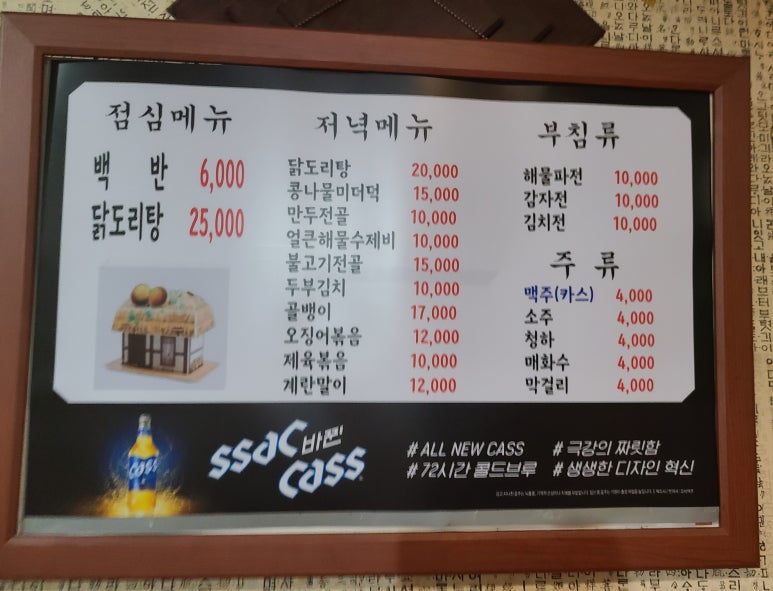 점심메뉴
백 반 6,000
닭도리탕 25,000
저녁메뉴
닭도리탕 20,000
콩나물미더덕 15,000
만두전골 10,000
얼큰해물수제비 10,000
불고기전골 15,000
두부김치 10,000
골뱅이 17,000
오징어볶음 12,000
제육볶음 10,000
계란말이 12,000
부침류
해물파전 10,000
감자전 10,000
김치전 10,000
주 류
맥주(카스) 4,000
소주 4,000
청하 4,000
매화수 4,000
막걸리 4,000
cass
ssac 바뀐
cass
# ALL NEW CASS # 극강의 짜릿함
# 72시간 콜드브루 # 생생한 디자인 혁신